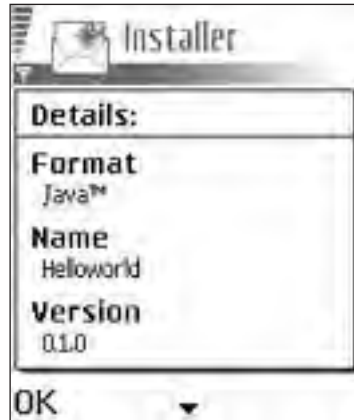 Installer
Details:
Format
Java™
Name
Helloworld
Version
0.1.0
OK